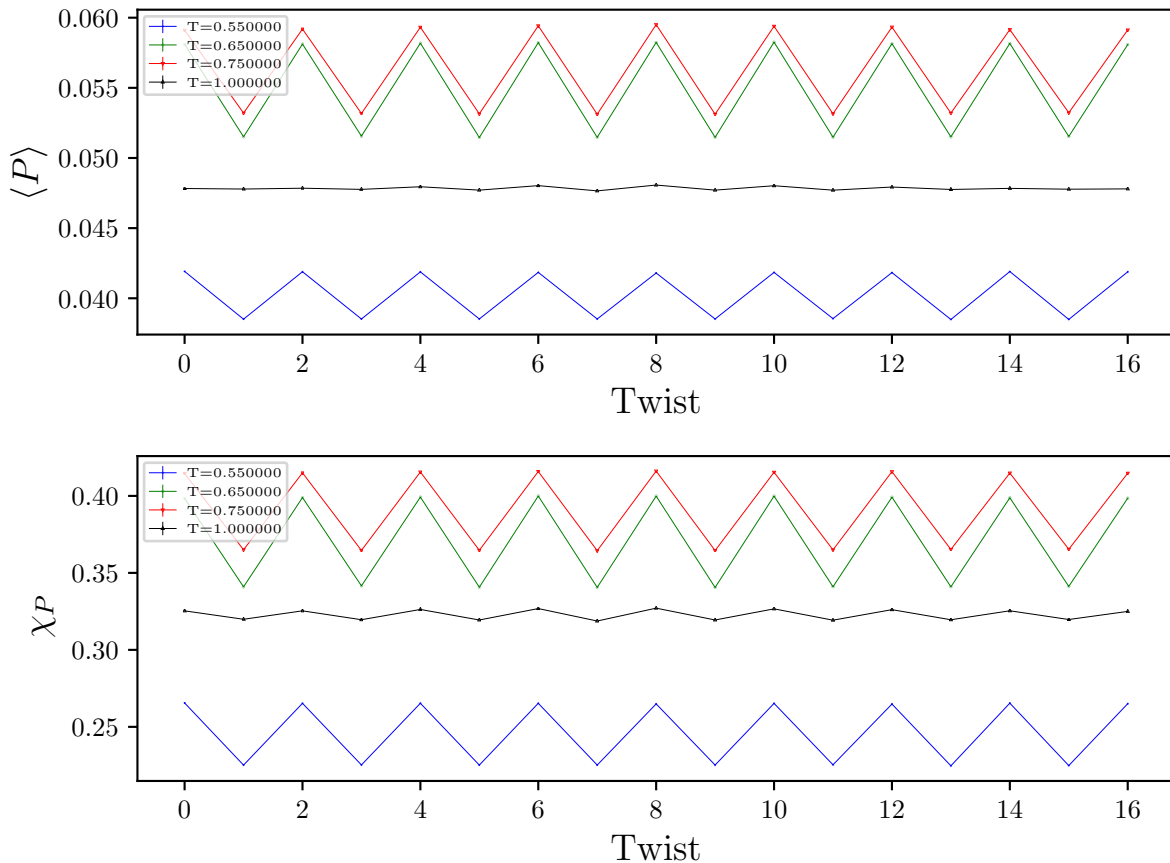 0.060
0.055
0.050
0.045
0.040
⟨P⟩
T=0.550000
T=0.650000
T=0.750000
T=1.000000
0 2 4 6 8 10 12 14 16
Twist
0.40
0.35
0.30
0.25
χP
T=0.550000
T=0.650000
T=0.750000
T=1.000000
0 2 4 6 8 10 12 14 16
Twist